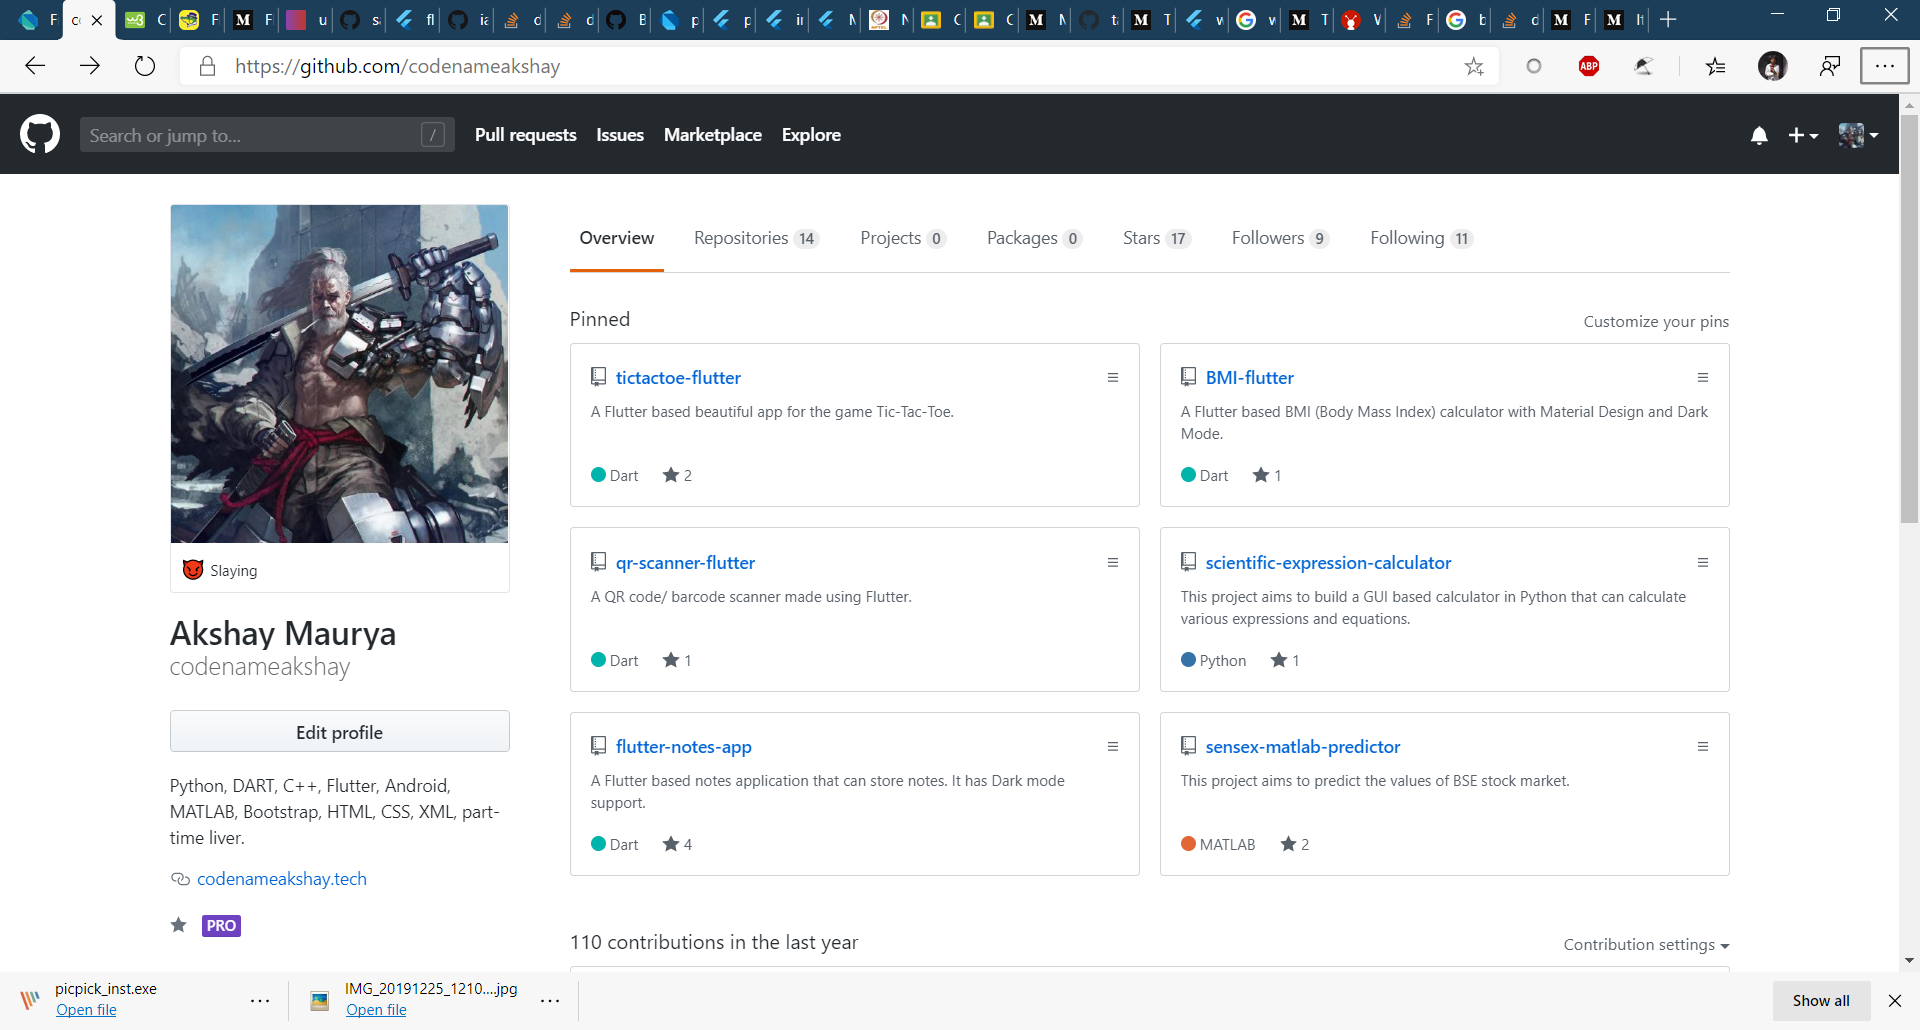 https://github.com/codenameakshay
ABP
Search or jump to... /
Pull requests Issues Marketplace Explore
Overview Repositories 14 Projects 0 Packages 0 Stars 17 Followers 9 Following 11
Pinned
Customize your pins
tictactoe-flutter
A Flutter based beautiful app for the game Tic-Tac-Toe.
Dart 2
BMI-flutter
A Flutter based BMI (Body Mass Index) calculator with Material Design and Dark
Mode.
Dart 1
qr-scanner-flutter
A QR code/ barcode scanner made using Flutter.
Dart 1
scientific-expression-calculator
This project aims to build a GUI based calculator in Python that can calculate
various expressions and equations.
Python 1
flutter-notes-app
A Flutter based notes application that can store notes. It has Dark mode
support.
Dart 4
sensex-matlab-predictor
This project aims to predict the values of BSE stock market.
MATLAB 2
Slaying
Akshay Maurya
codenameakshay
Edit profile
Python, DART, C++, Flutter, Android,
MATLAB, Bootstrap, HTML, CSS, XML, part-
time liver.
codenameakshay.tech
PRO
110 contributions in the last year
Contribution settings
picpick_inst.exe
Open file
IMG_20191225_1210....jpg
Open file
Show all